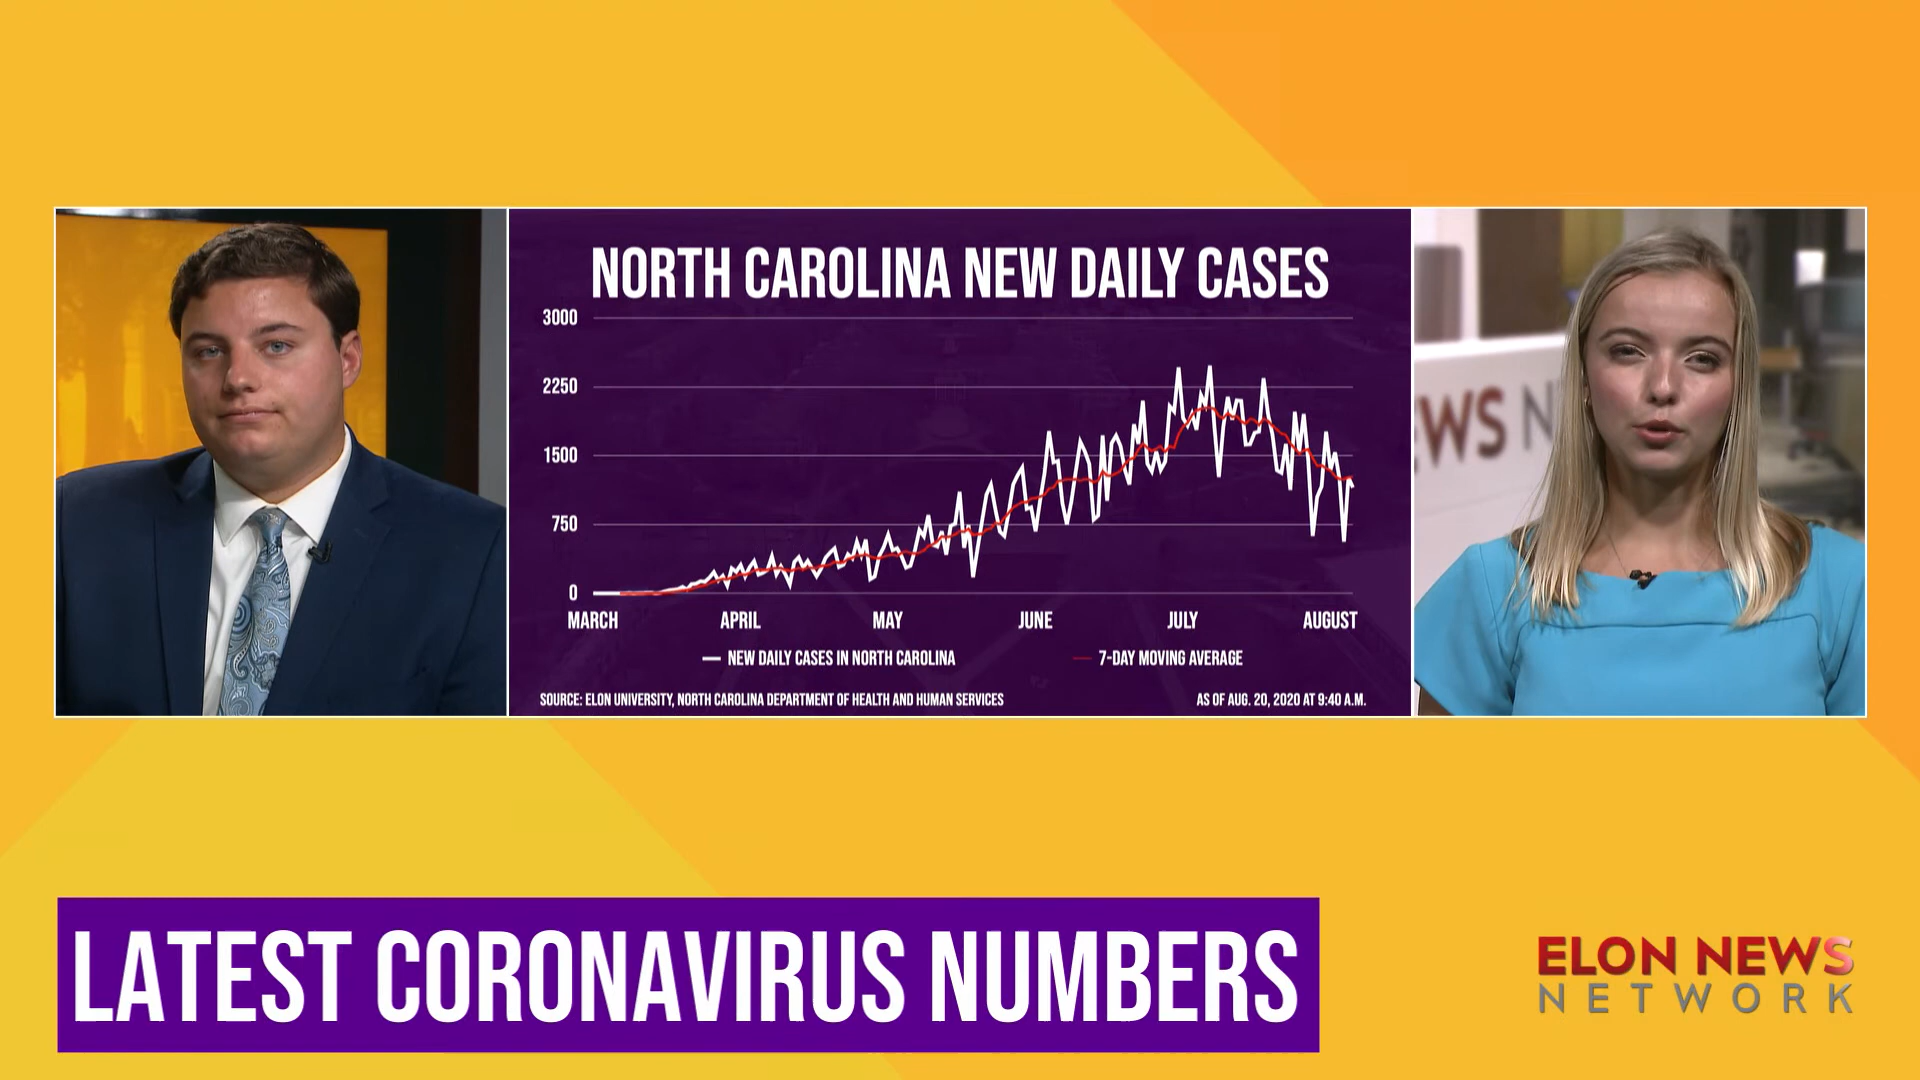 NORTH CAROLINA NEW DAILY CASES
3000
2250
1500
750
0
MARCH APRIL MAY JUNE JULY AUGUST
NEW DAILY CASES IN NORTH CAROLINA 7-DAY MOVING AVERAGE
SOURCE: ELON UNIVERSITY, NORTH CAROLINA DEPARTMENT OF HEALTH AND HUMAN SERVICES AS OF AUG. 20, 2020 AT 9:40 A.M.
EWS N
LATEST CORONAVIRUS NUMBERS
ELON NEWS
NETWORK